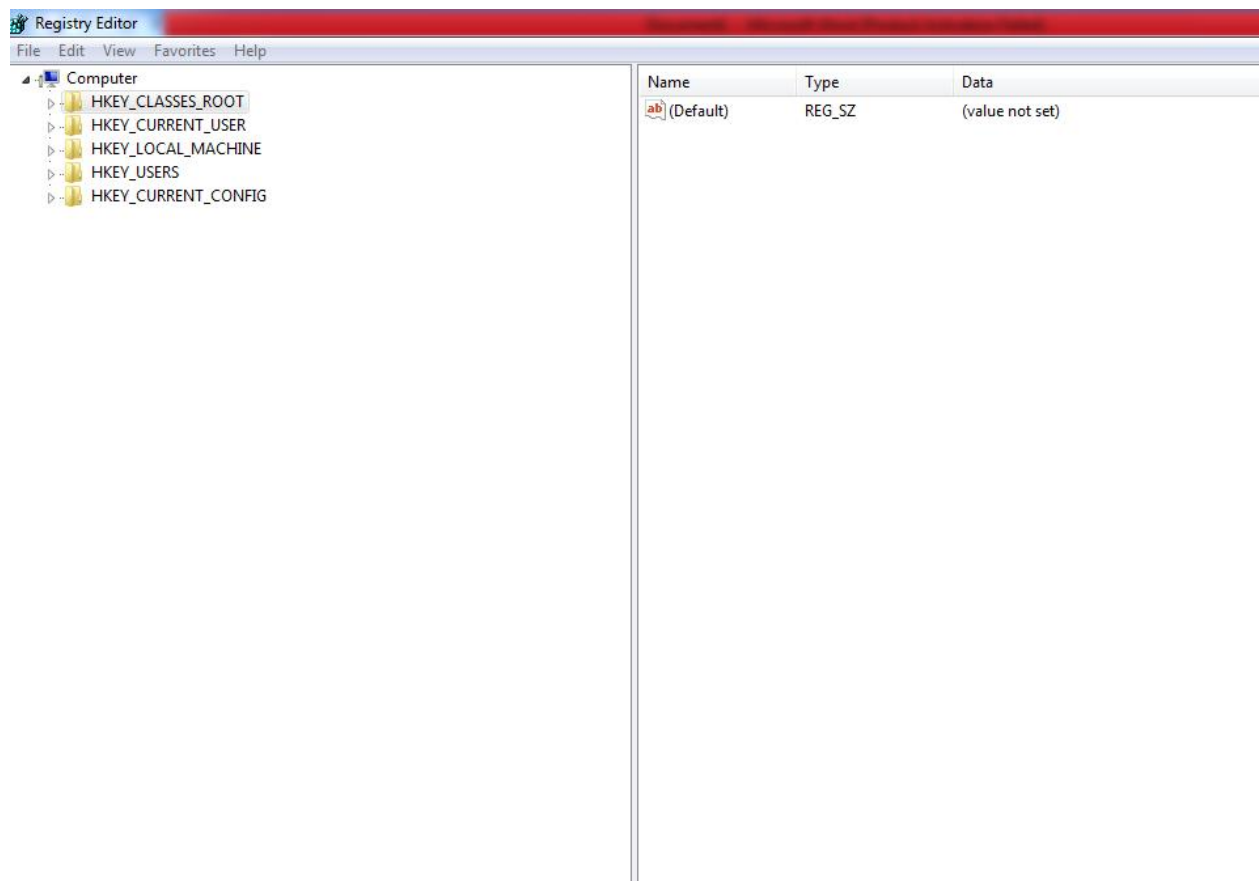 Registry Editor
File Edit View Favorites Help
Computer
HKEY_CLASSES_ROOT
HKEY_CURRENT_USER
HKEY_LOCAL_MACHINE
HKEY_USERS
HKEY_CURRENT_CONFIG
Name Type Data
ab (Default) REG_SZ (value not set)